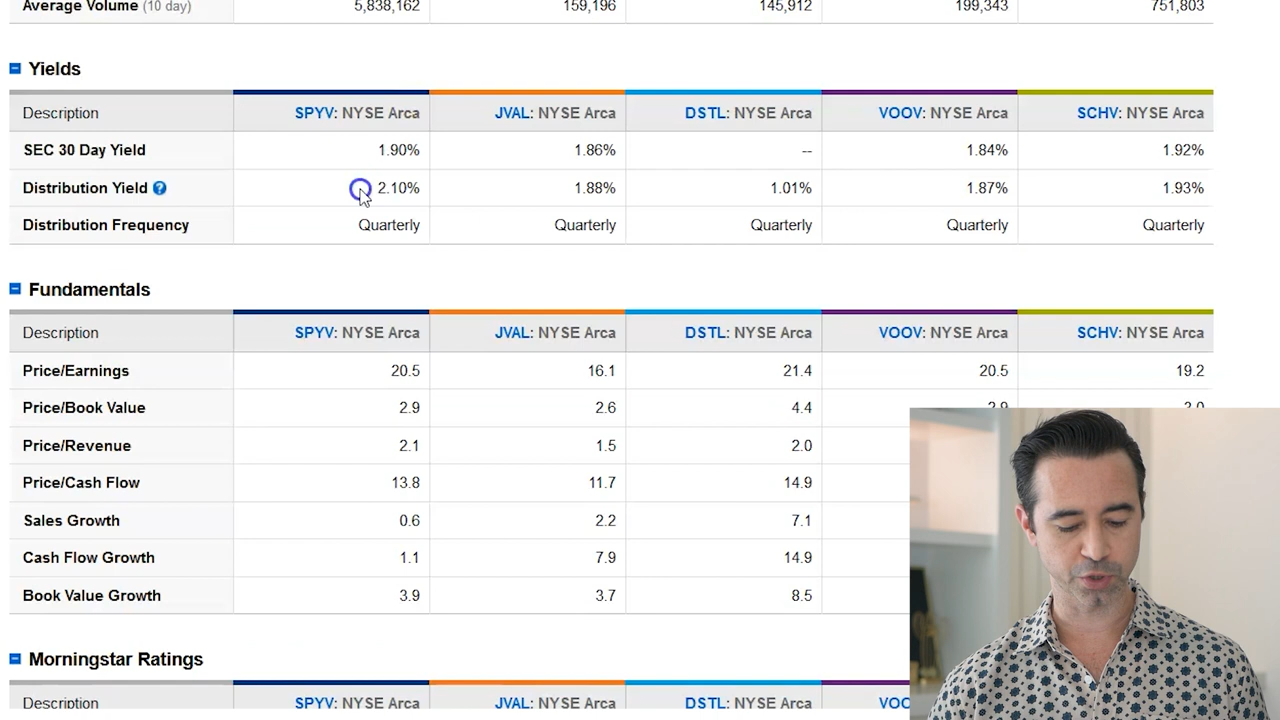 Average Volume (10 day) 5,838,162 159,196 145,912 199,343 751,803
Yields
Description SPYV: NYSE Arca JVAL: NYSE Arca DSTL: NYSE Arca VOOV: NYSE Arca SCHV: NYSE Arca
SEC 30 Day Yield 1.90% 1.86% -- 1.84% 1.92%
Distribution Yield ? 2.10% 1.88% 1.01% 1.87% 1.93%
Distribution Frequency Quarterly Quarterly Quarterly Quarterly Quarterly
Fundamentals
Description SPYV: NYSE Arca JVAL: NYSE Arca DSTL: NYSE Arca VOOV: NYSE Arca SCHV: NYSE Arca
Price/Earnings 20.5 16.1 21.4 20.5 19.2
Price/Book Value 2.9 2.6 4.4 2.9
Price/Revenue 2.1 1.5 2.0
Price/Cash Flow 13.8 11.7 14.9
Sales Growth 0.6 2.2 7.1
Cash Flow Growth 1.1 7.9 14.9
Book Value Growth 3.9 3.7 8.5
Morningstar Ratings
Description SPYV: NYSE Arca JVAL: NYSE Arca DSTL: NYSE Arca